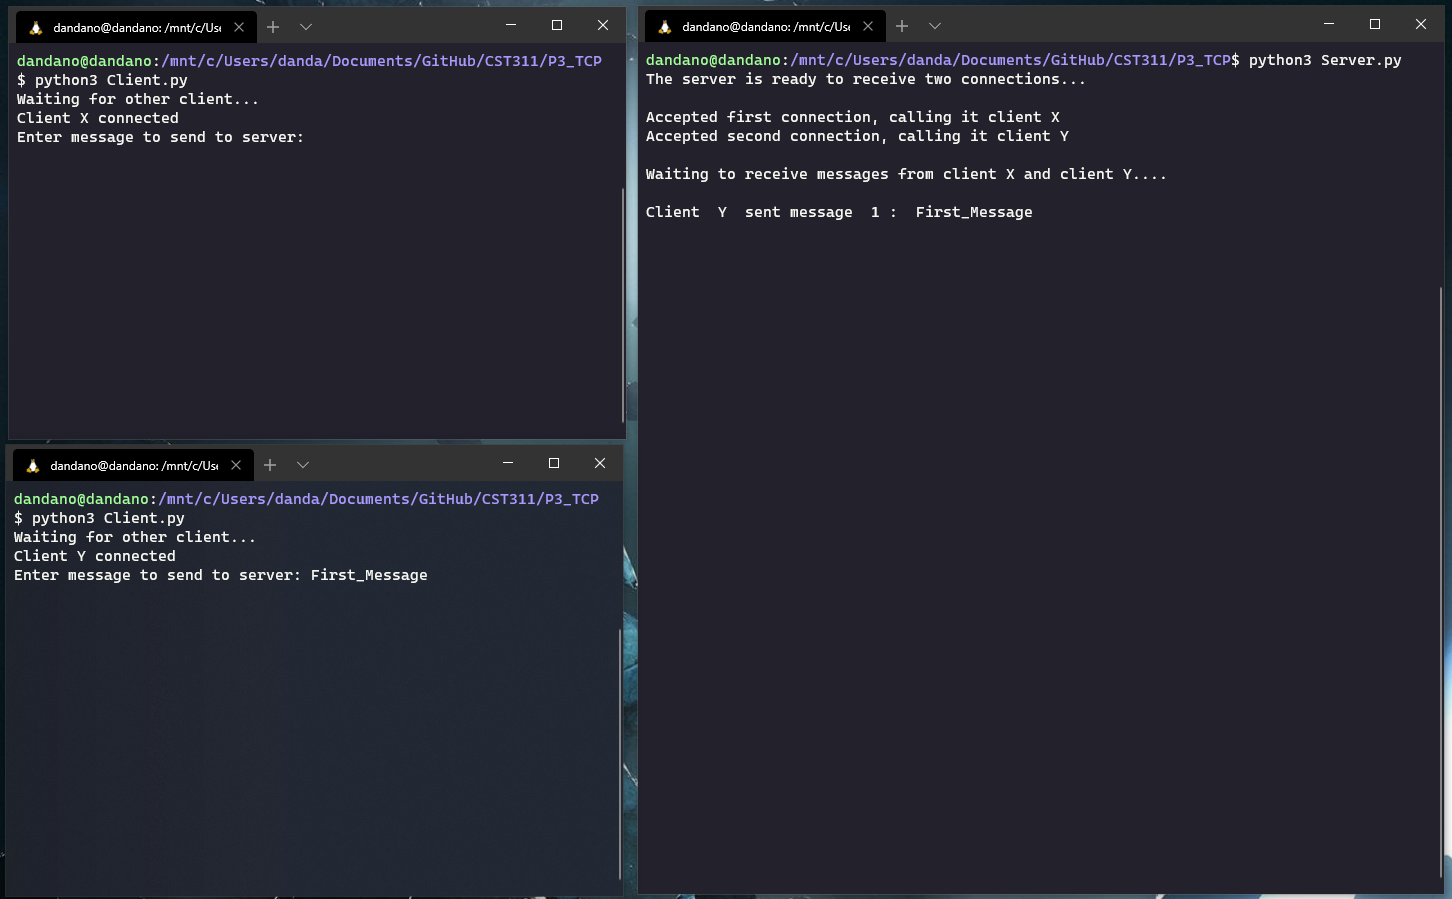 dandano@dandano: /mnt/c/Use
dandano@dandano:/mnt/c/Users/danda/Documents/GitHub/CST311/P3_TCP
$ python3 Client.py
Waiting for other client...
Client X connected
Enter message to send to server:
dandano@dandano: /mnt/c/Use
dandano@dandano:/mnt/c/Users/danda/Documents/GitHub/CST311/P3_TCP
$ python3 Client.py
Waiting for other client...
Client Y connected
Enter message to send to server: First_Message
dandano@dandano: /mnt/c/Use
dandano@dandano:/mnt/c/Users/danda/Documents/GitHub/CST311/P3_TCP$ python3 Server.py
The server is ready to receive two connections...
Accepted first connection, calling it client X
Accepted second connection, calling it client Y
Waiting to receive messages from client X and client Y....
Client  Y  sent message  1 :  First_Message